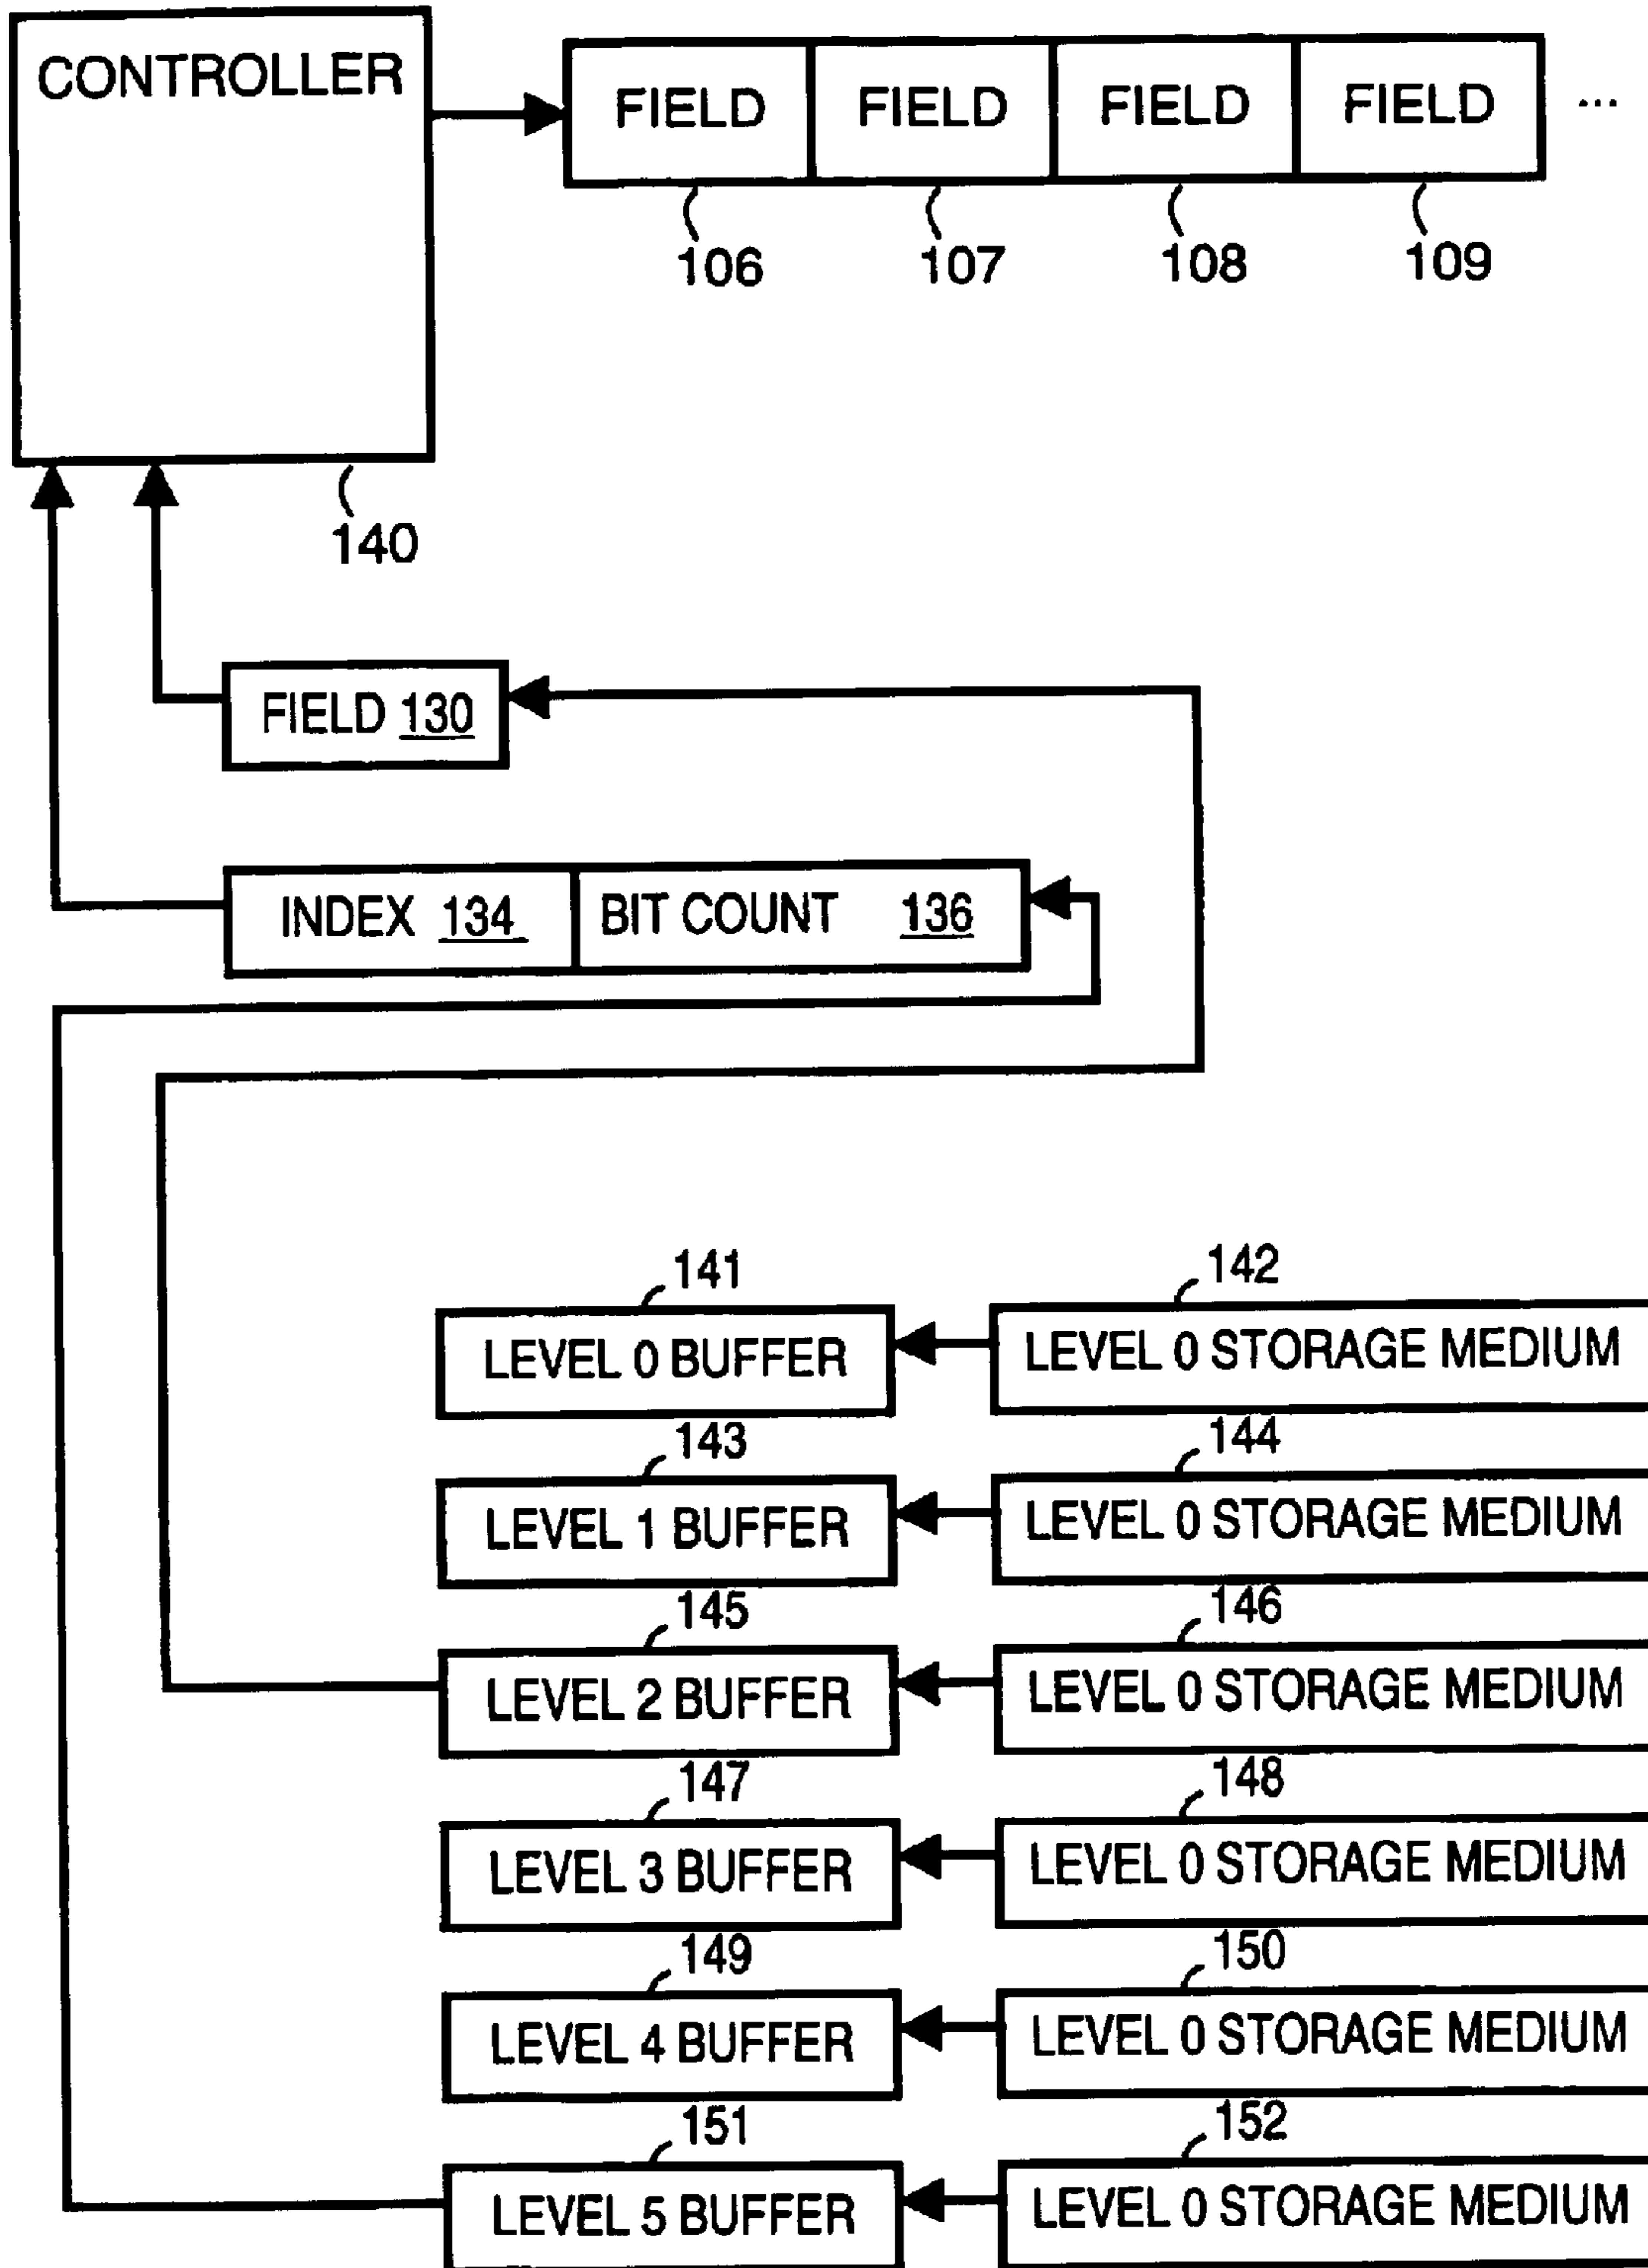 CONTROLLER
FIELD FIELD FIELD FIELD ...
106 107 108 109
140
FIELD 130
INDEX 134 BIT COUNT 136
141 142
LEVEL 0 BUFFER LEVEL 0 STORAGE MEDIUM
143 144
LEVEL 1 BUFFER LEVEL 0 STORAGE MEDIUM
145 146
LEVEL 2 BUFFER LEVEL 0 STORAGE MEDIUM
147 148
LEVEL 3 BUFFER LEVEL 0 STORAGE MEDIUM
149 150
LEVEL 4 BUFFER LEVEL 0 STORAGE MEDIUM
151 152
LEVEL 5 BUFFER LEVEL 0 STORAGE MEDIUM